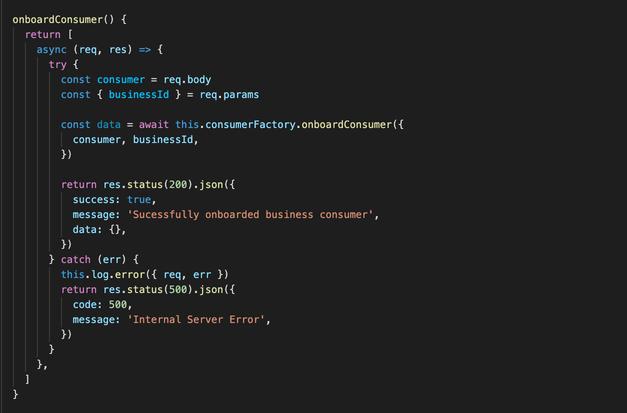 onboardConsumer() {
return [
async (req, res) => {
try {
const consumer = req.body
const { businessId } = req.params
const data = await this.consumerFactory.onboardConsumer({
consumer, businessId,
})
return res.status(200).json({
success: true,
message: 'Sucessfully onboarded business consumer',
data: {},
})
} catch (err) {
this.log.error({ req, err })
return res.status(500).json({
code: 500,
message: 'Internal Server Error',
})
}
},
]
}